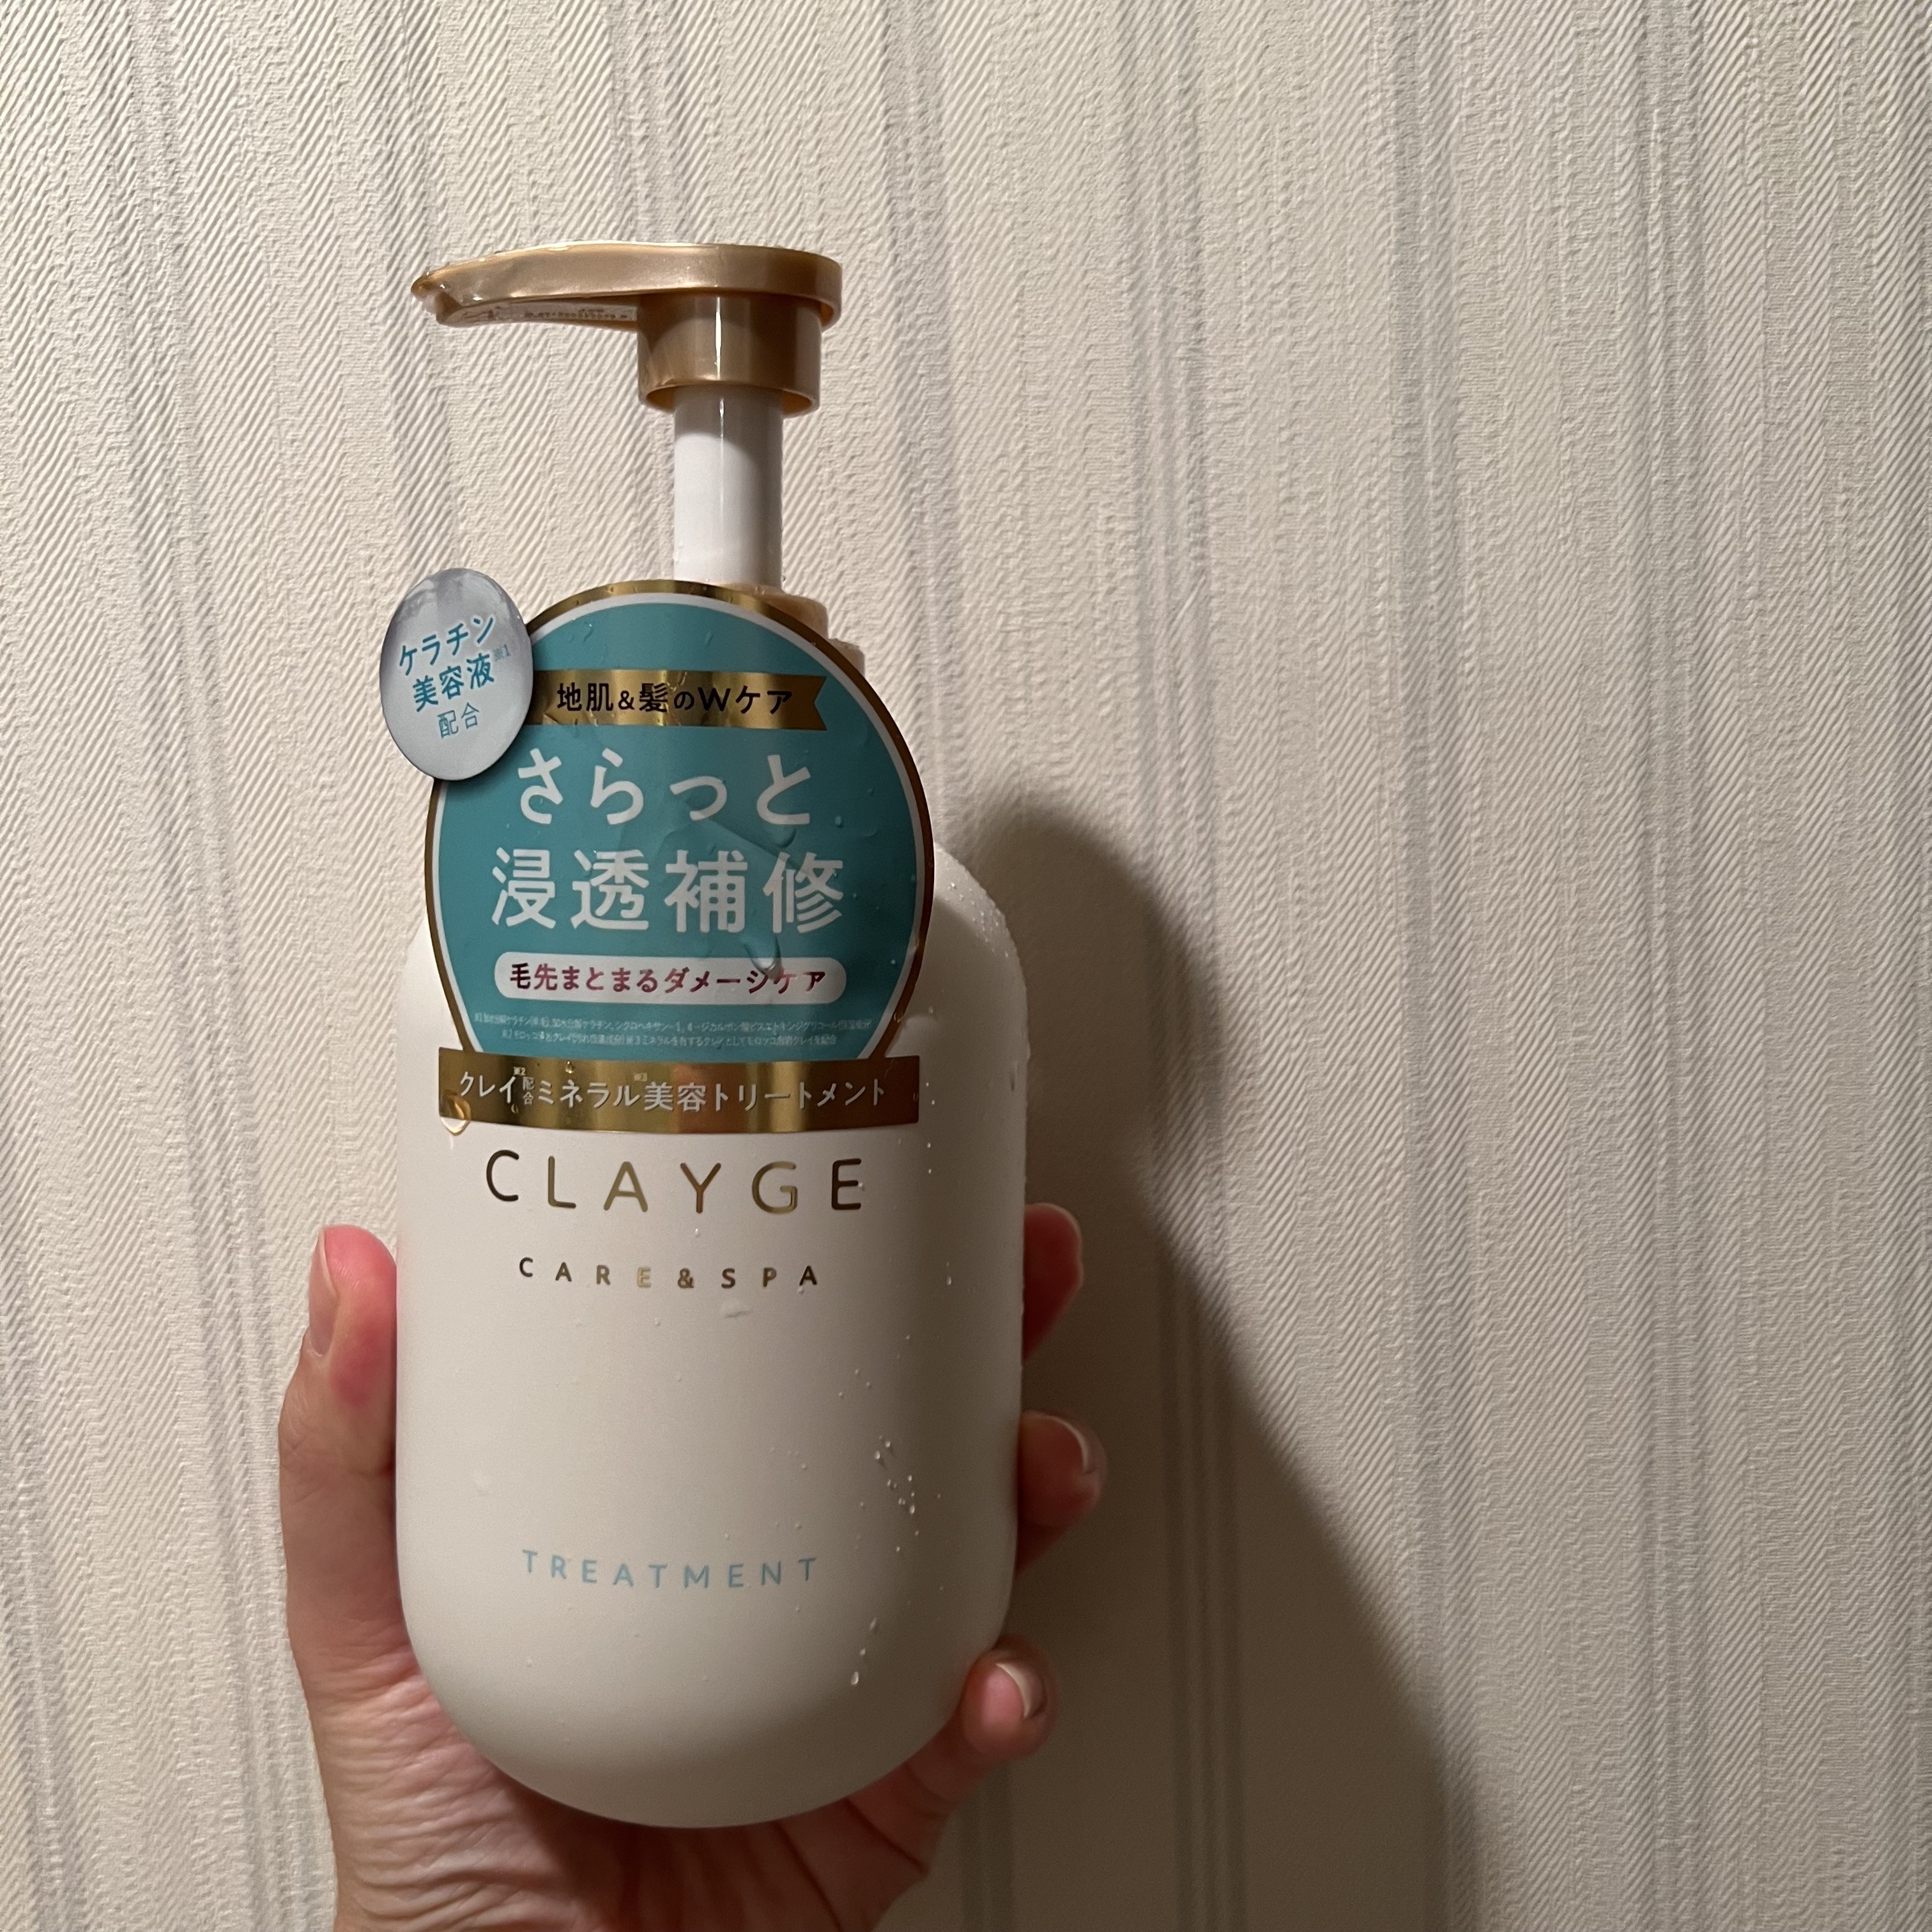 ケラチン
美容液※1
配合
地肌&髪のWケア
さらっと
浸透補修
毛先まとまるダメージケア
クレイ※2配合ミネラル※3美容トリートメント
CLAYGE
CARE&SPA
TREATMENT